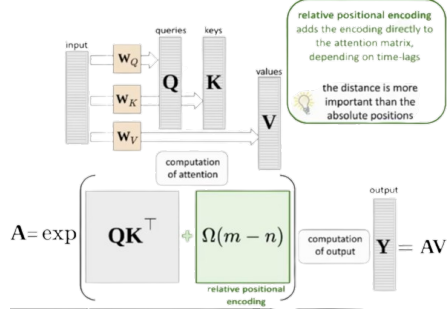 input
queries
keys
values
W_Q
W_K
W_V
Q
K
V
relative positional encoding
adds the encoding directly to
the attention matrix,
depending on time-lags
the distance is more
important than the
absolute positions
computation
of attention
A = exp
QK^⊤
+
Ω(m − n)
relative positional
encoding
computation
of output
output
Y = AV